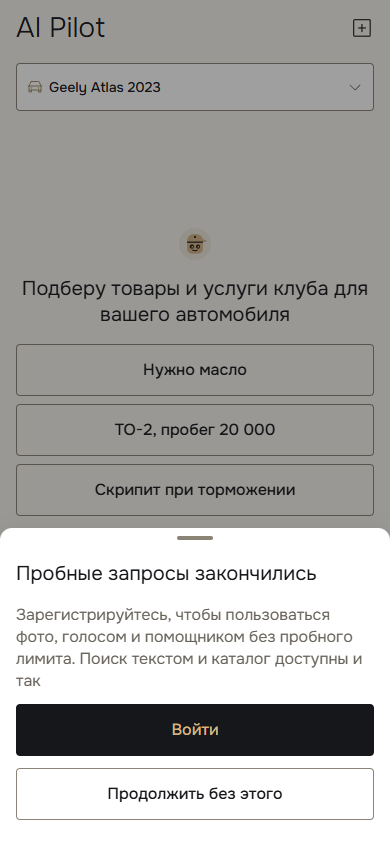 AI Pilot
Geely Atlas 2023
Подберу товары и услуги клуба для
вашего автомобиля
Нужно масло
ТО-2, пробег 20 000
Скрипит при торможении
Пробные запросы закончились
Зарегистрируйтесь, чтобы пользоваться
фото, голосом и помощником без пробного
лимита. Поиск текстом и каталог доступны и
так
Войти
Продолжить без этого